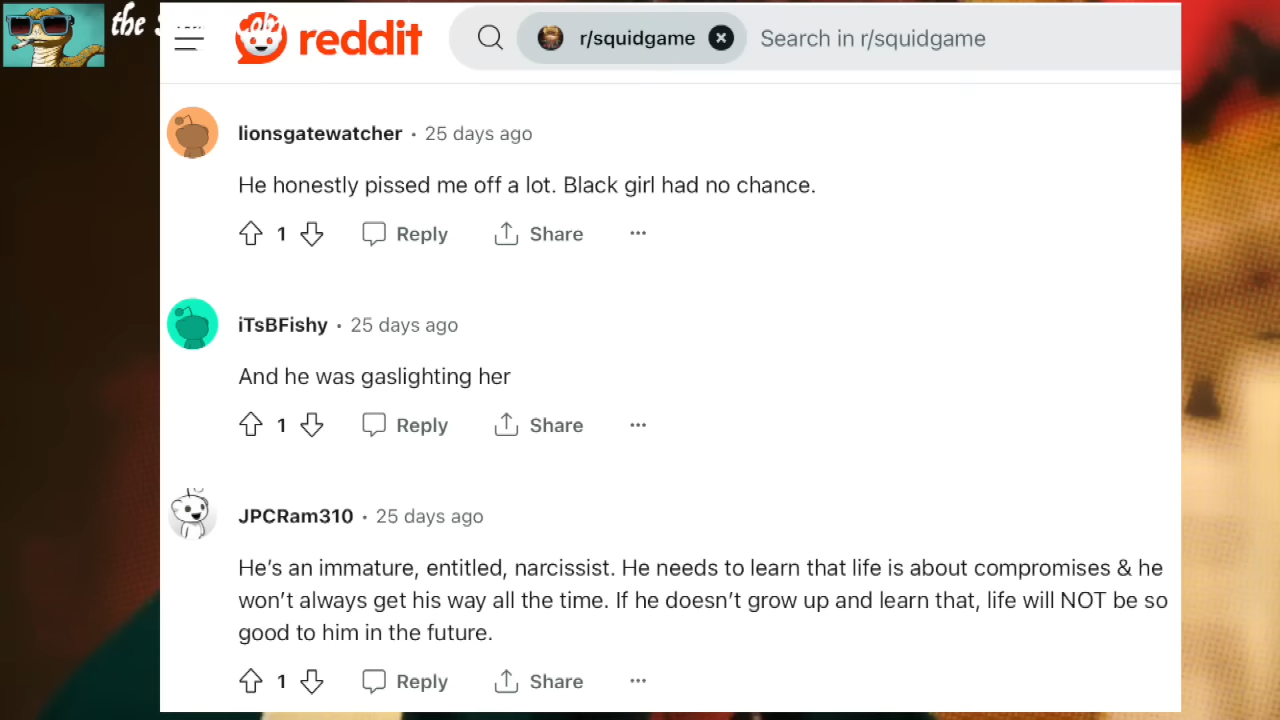 the
reddit
r/squidgame
Search in r/squidgame
lionsgatewatcher • 25 days ago
He honestly pissed me off a lot. Black girl had no chance.
1 Reply Share ...
iTsBFishy • 25 days ago
And he was gaslighting her
1 Reply Share ...
JPCRam310 • 25 days ago
He's an immature, entitled, narcissist. He needs to learn that life is about compromises & he
won't always get his way all the time. If he doesn't grow up and learn that, life will NOT be so
good to him in the future.
1 Reply Share ...